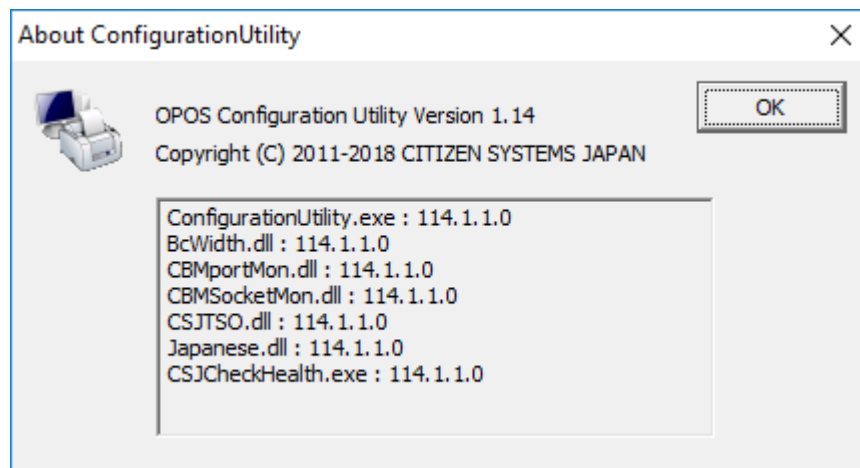 About ConfigurationUtility
OPOS Configuration Utility Version 1.14
OK
Copyright (C) 2011-2018 CITIZEN SYSTEMS JAPAN
ConfigurationUtility.exe : 114.1.1.0
BcWidth.dll : 114.1.1.0
CBMportMon.dll : 114.1.1.0
CBMSocketMon.dll : 114.1.1.0
CSJTSO.dll : 114.1.1.0
Japanese.dll : 114.1.1.0
CSJCheckHealth.exe : 114.1.1.0